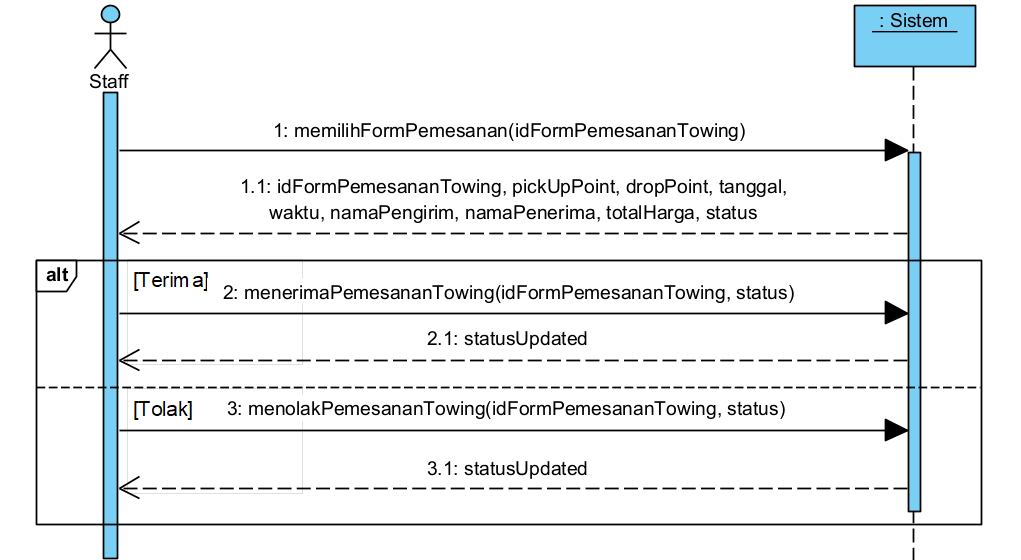 Staff
: Sistem
1: memilihFormPemesanan(idFormPemesananTowing)
1.1: idFormPemesananTowing, pickUpPoint, dropPoint, tanggal,
waktu, namaPengirim, namaPenerima, totalHarga, status
alt
[Terima]
2: menerimaPemesananTowing(idFormPemesananTowing, status)
2.1: statusUpdated
[Tolak]
3: menolakPemesananTowing(idFormPemesananTowing, status)
3.1: statusUpdated